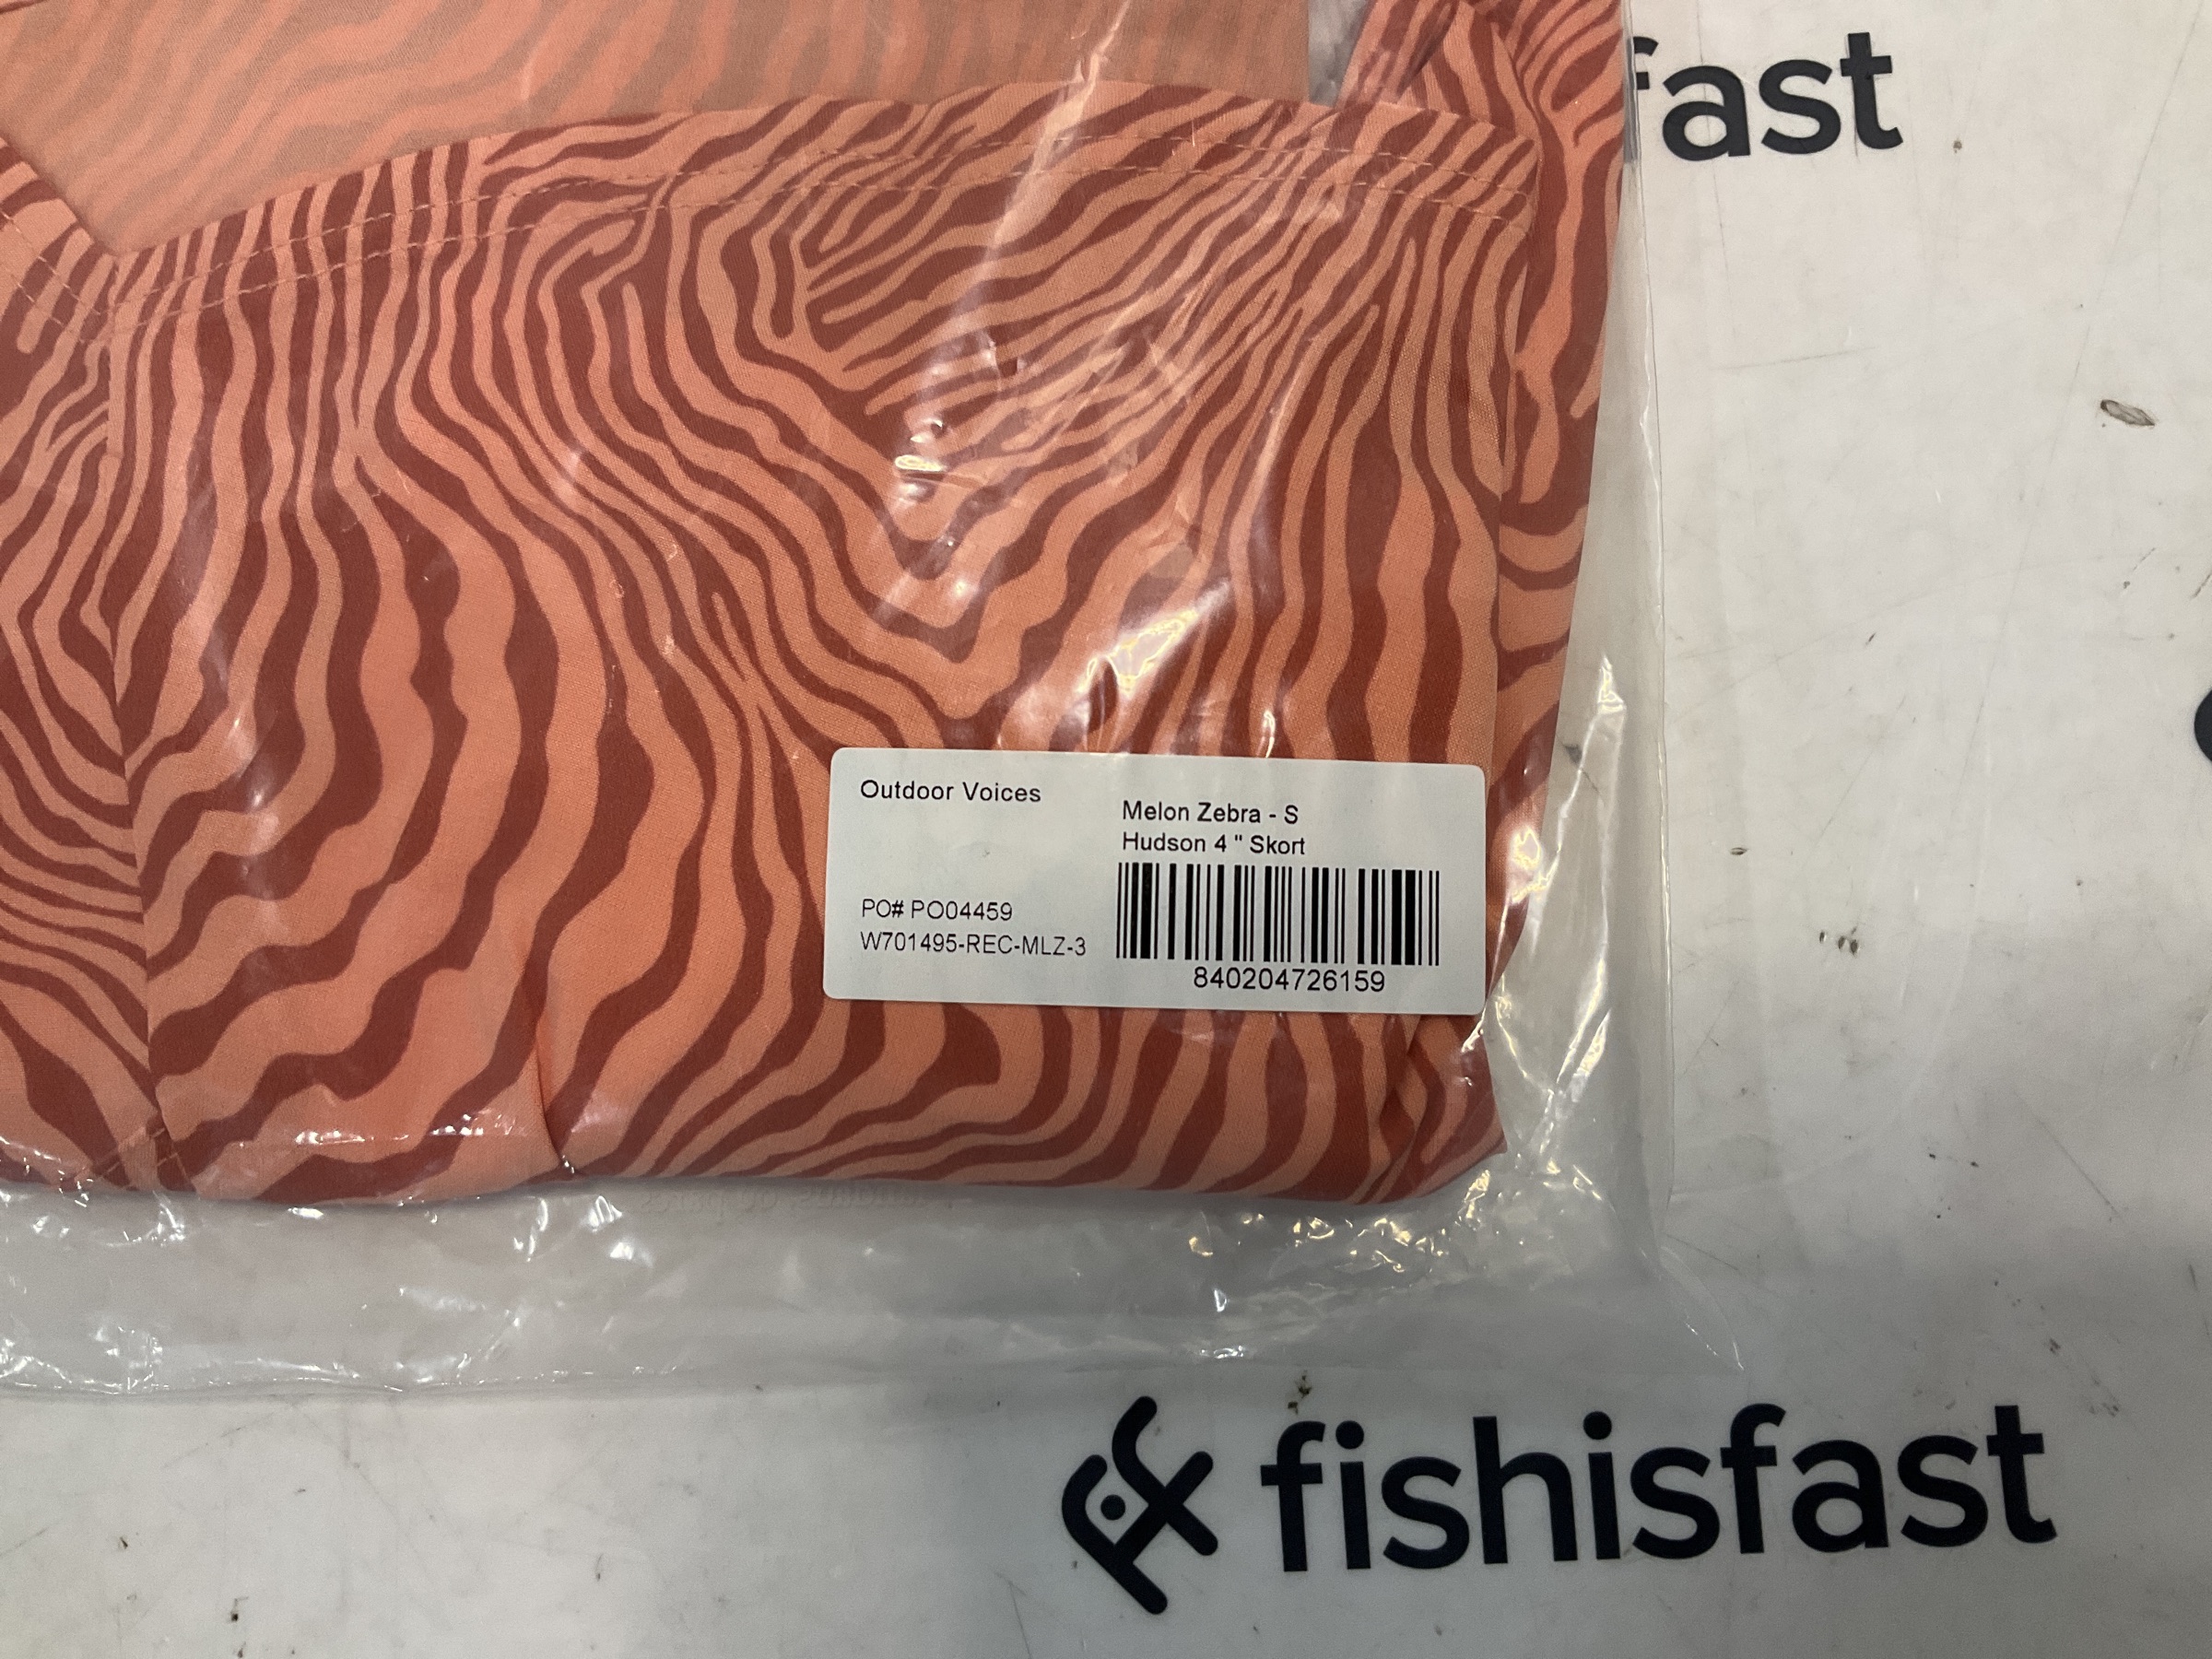 fast
Outdoor Voices
Melon Zebra - S
Hudson 4 " Skort
PO# PO04459
W701495-REC-MLZ-3
840204726159
fishisfast